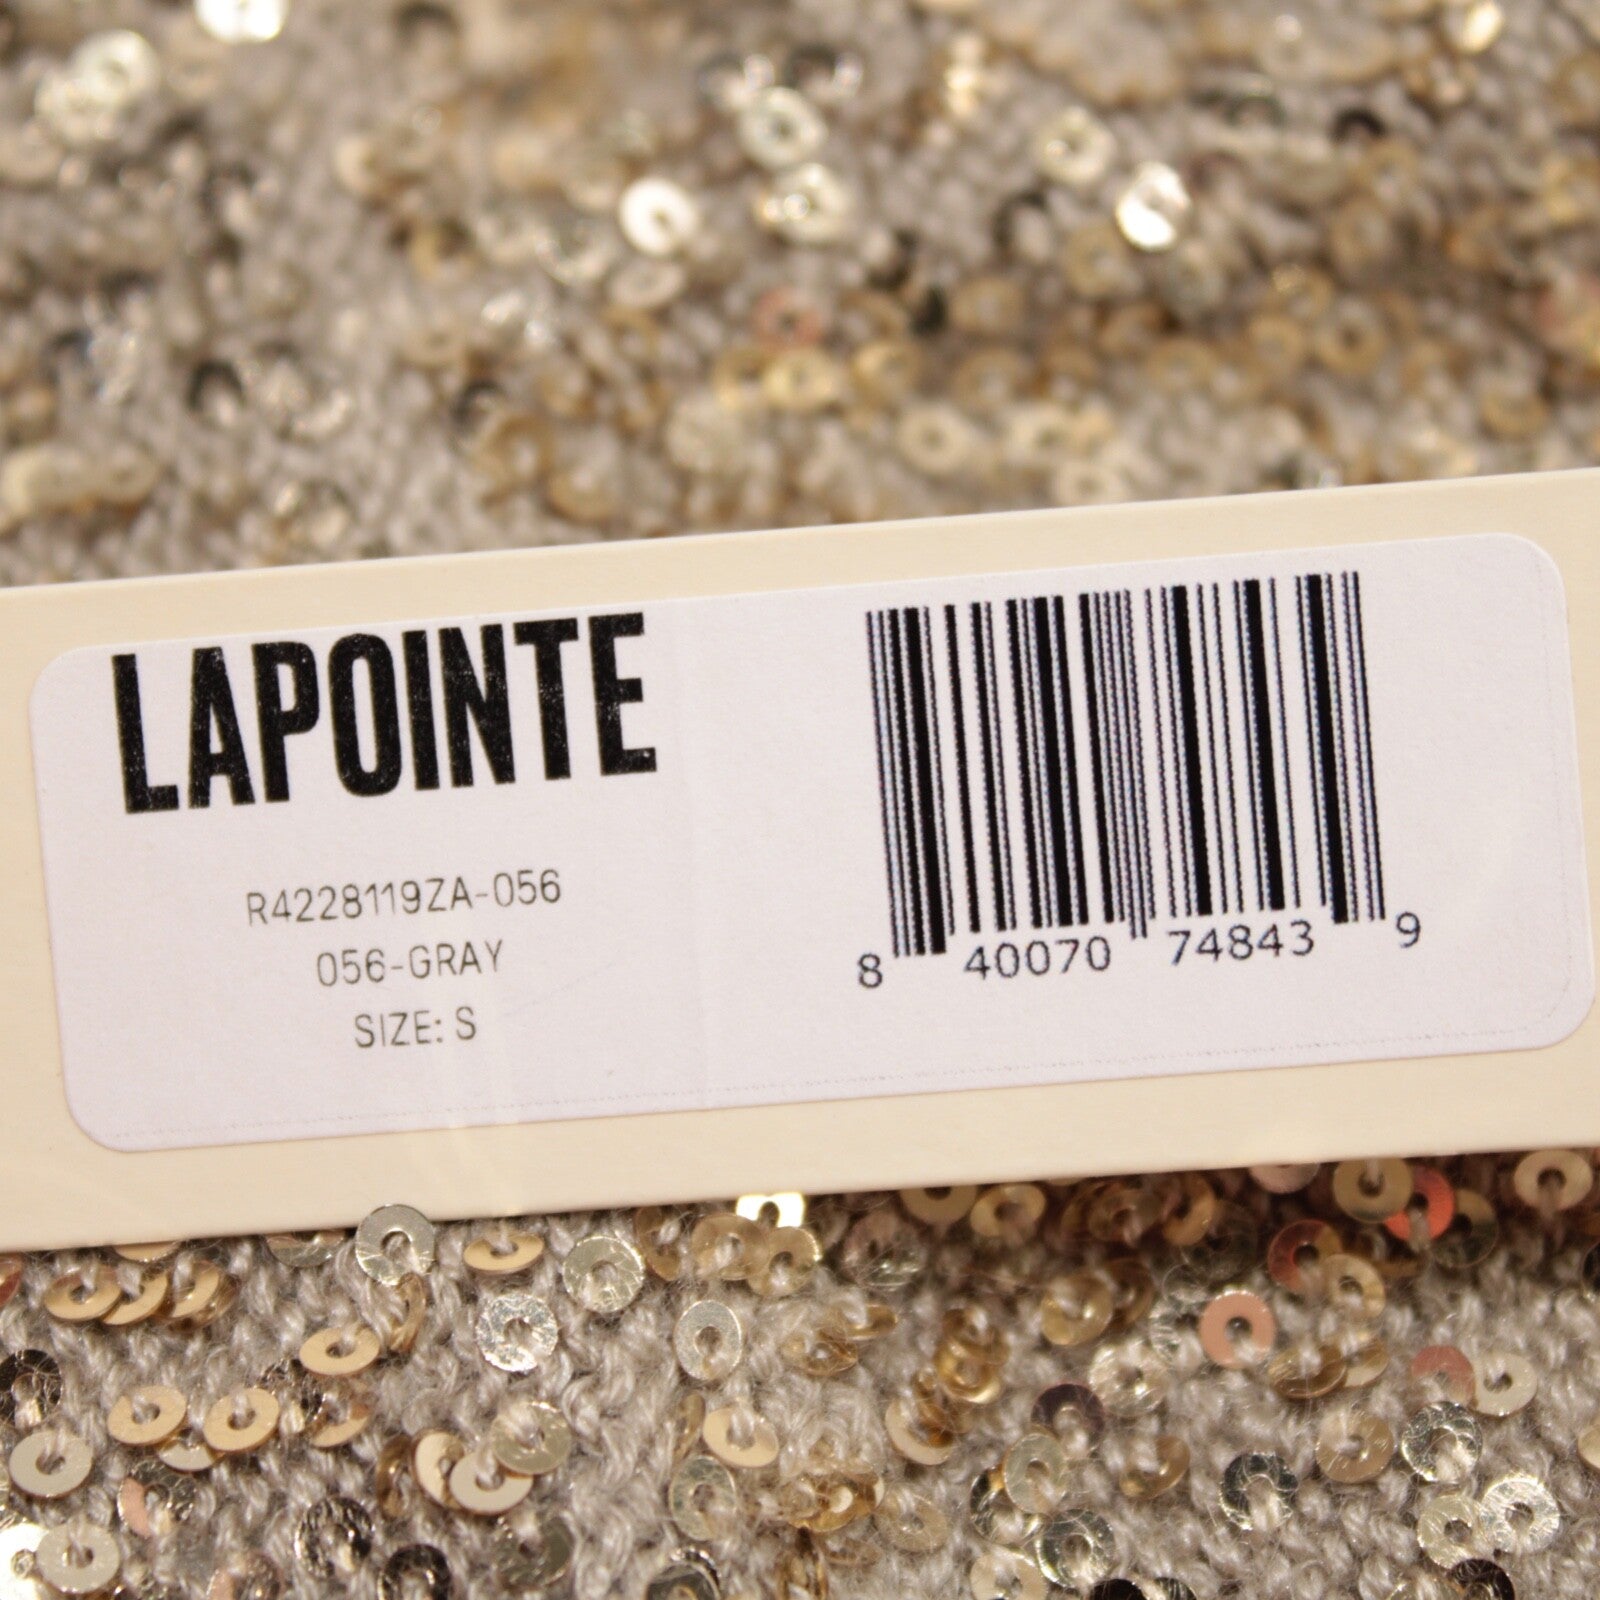 LAPOINTE
R4228119ZA-056
056-GRAY
SIZE: S
8 40070 74843 9